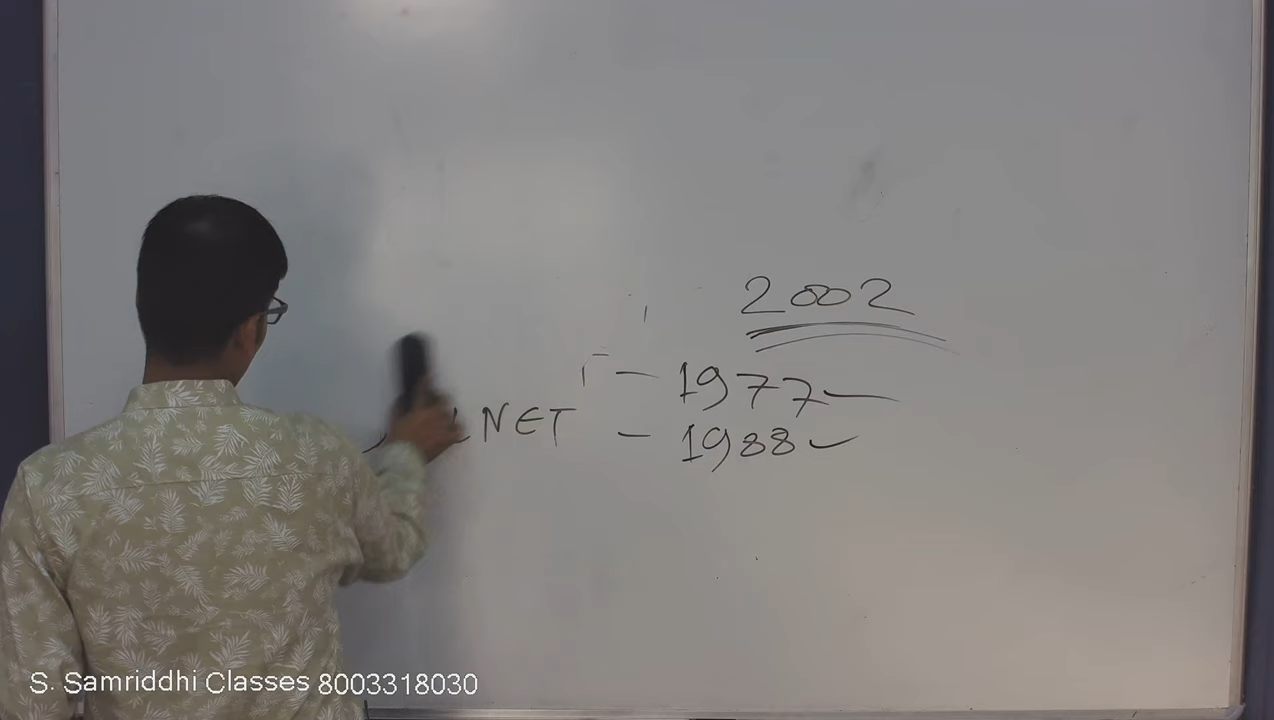 2002
– 1977
NET – 1988
S. Samriddhi Classes 8003318030